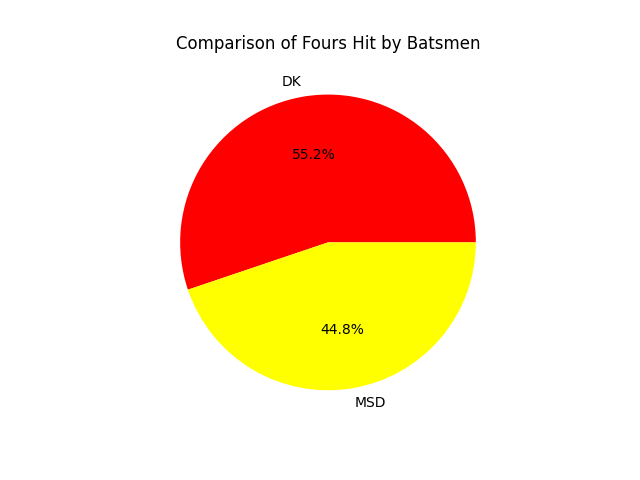 Comparison of Fours Hit by Batsmen
DK
55.2%
44.8%
MSD